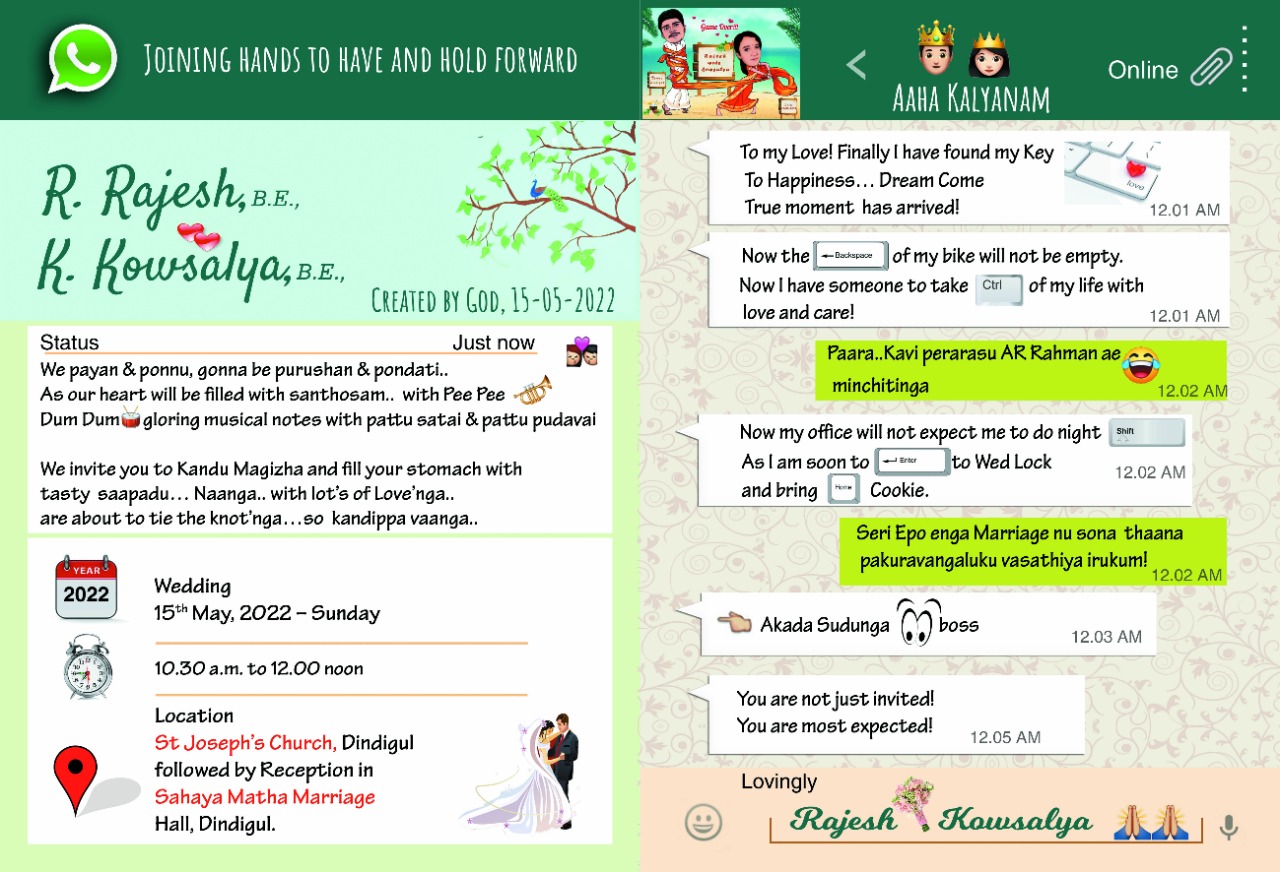 Joining hands to have and hold forward
R. Rajesh, B.E.,
K. Kowsalya, B.E.,
Created by God, 15-05-2022
Status Just now
We payan & ponnu, gonna be purushan & pondati..
As our heart will be filled with santhosam.. with Pee Pee
Dum Dum gloring musical notes with pattu satai & pattu pudavai
We invite you to Kandu Magizha and fill your stomach with
tasty saapadu... Naanga.. with lot's of Love'nga..
are about to tie the knot'nga...so kandippa vaanga..
YEAR
2022
Wedding
15th May, 2022 – Sunday
10.30 a.m. to 12.00 noon
Location
St Joseph's Church, Dindigul
followed by Reception in
Sahaya Matha Marriage
Hall, Dindigul.
Game Over!!!
Aaha Kalyanam
Online
To my Love! Finally I have found my Key
To Happiness... Dream Come
True moment has arrived!
love
12.01 AM
Now the ←Backspace of my bike will not be empty.
Now I have someone to take Ctrl of my life with
love and care!
12.01 AM
Paara..Kavi perarasu AR Rahman ae
minchitinga
12.02 AM
Now my office will not expect me to do night Shift
As I am soon to Enter to Wed Lock
and bring Home Cookie.
12.02 AM
Seri Epo enga Marriage nu sona thaana
pakuravangaluku vasathiya irukum!
12.02 AM
Akada Sudunga boss
12.03 AM
You are not just invited!
You are most expected!
12.05 AM
Lovingly
Rajesh Kowsalya